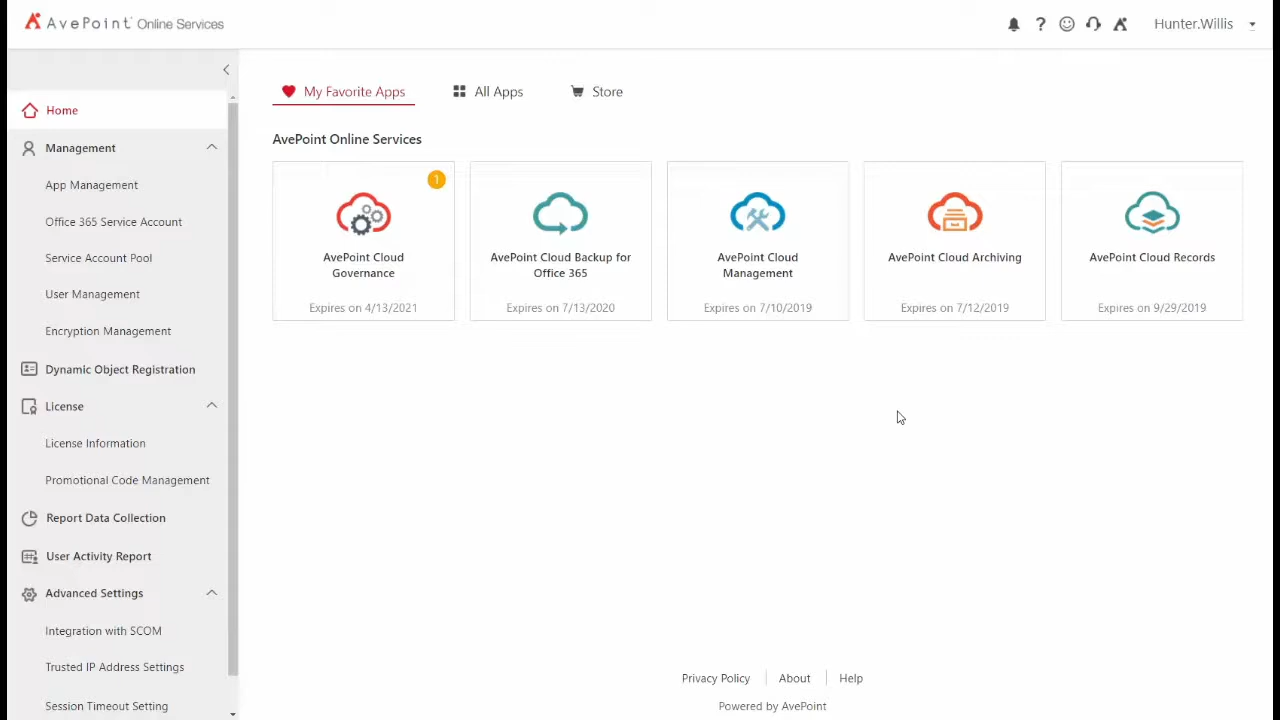 AvePoint Online Services
?
Hunter.Willis
Home
Management
App Management
Office 365 Service Account
Service Account Pool
User Management
Encryption Management
Dynamic Object Registration
License
License Information
Promotional Code Management
Report Data Collection
User Activity Report
Advanced Settings
Integration with SCOM
Trusted IP Address Settings
Session Timeout Setting
My Favorite Apps
All Apps
Store
AvePoint Online Services
1
AvePoint Cloud
Governance
Expires on 4/13/2021
AvePoint Cloud Backup for
Office 365
Expires on 7/13/2020
AvePoint Cloud
Management
Expires on 7/10/2019
AvePoint Cloud Archiving
Expires on 7/12/2019
AvePoint Cloud Records
Expires on 9/29/2019
Privacy Policy
About
Help
Powered by AvePoint